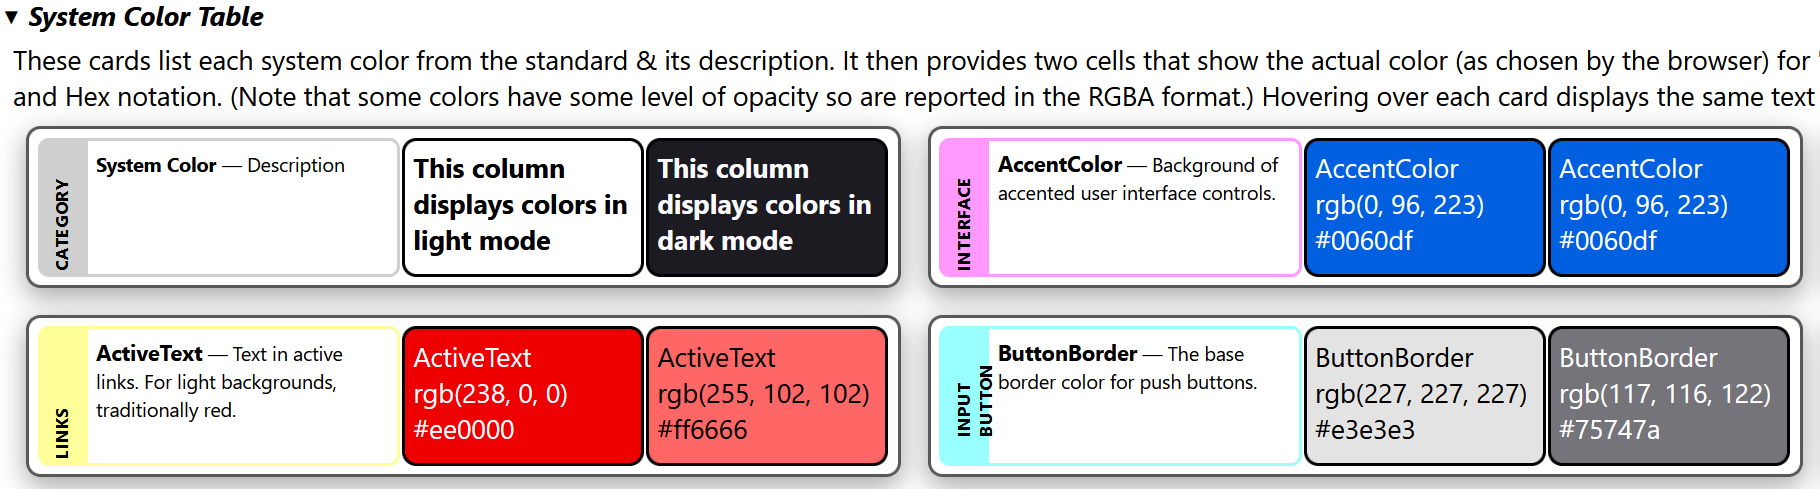 ▼ System Color Table
These cards list each system color from the standard & its description. It then provides two cells that show the actual color (as chosen by the browser) for
and Hex notation. (Note that some colors have some level of opacity so are reported in the RGBA format.) Hovering over each card displays the same text
CATEGORY
System Color — Description
This column
displays colors in
light mode
This column
displays colors in
dark mode
INTERFACE
AccentColor — Background of
accented user interface controls.
AccentColor
rgb(0, 96, 223)
#0060df
AccentColor
rgb(0, 96, 223)
#0060df
LINKS
ActiveText — Text in active
links. For light backgrounds,
traditionally red.
ActiveText
rgb(238, 0, 0)
#ee0000
ActiveText
rgb(255, 102, 102)
#ff6666
INPUT
BUTTON
ButtonBorder — The base
border color for push buttons.
ButtonBorder
rgb(227, 227, 227)
#e3e3e3
ButtonBorder
rgb(117, 116, 122)
#75747a